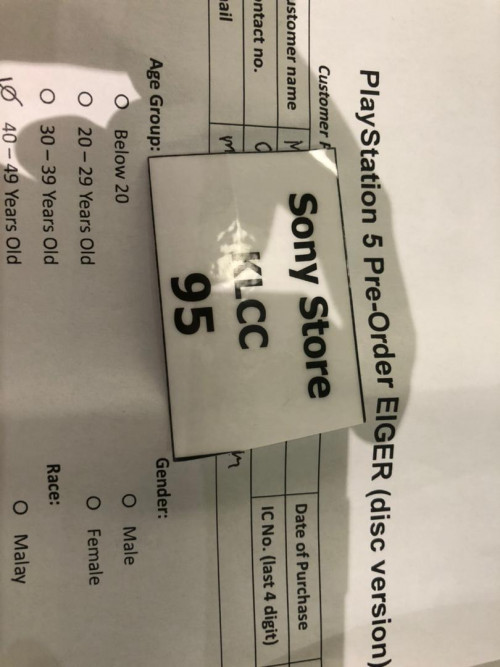 PlayStation 5 Pre-Order EIGER (disc version)
Customer
ustomer name
Date of Purchase
ontact no.
IC No. (last 4 digit)
ail
Sony Store
KLCC
95
Age Group:
Gender:
Below 20
Male
20 – 29 Years Old
Female
30 – 39 Years Old
Race:
40 – 49 Years Old
Malay